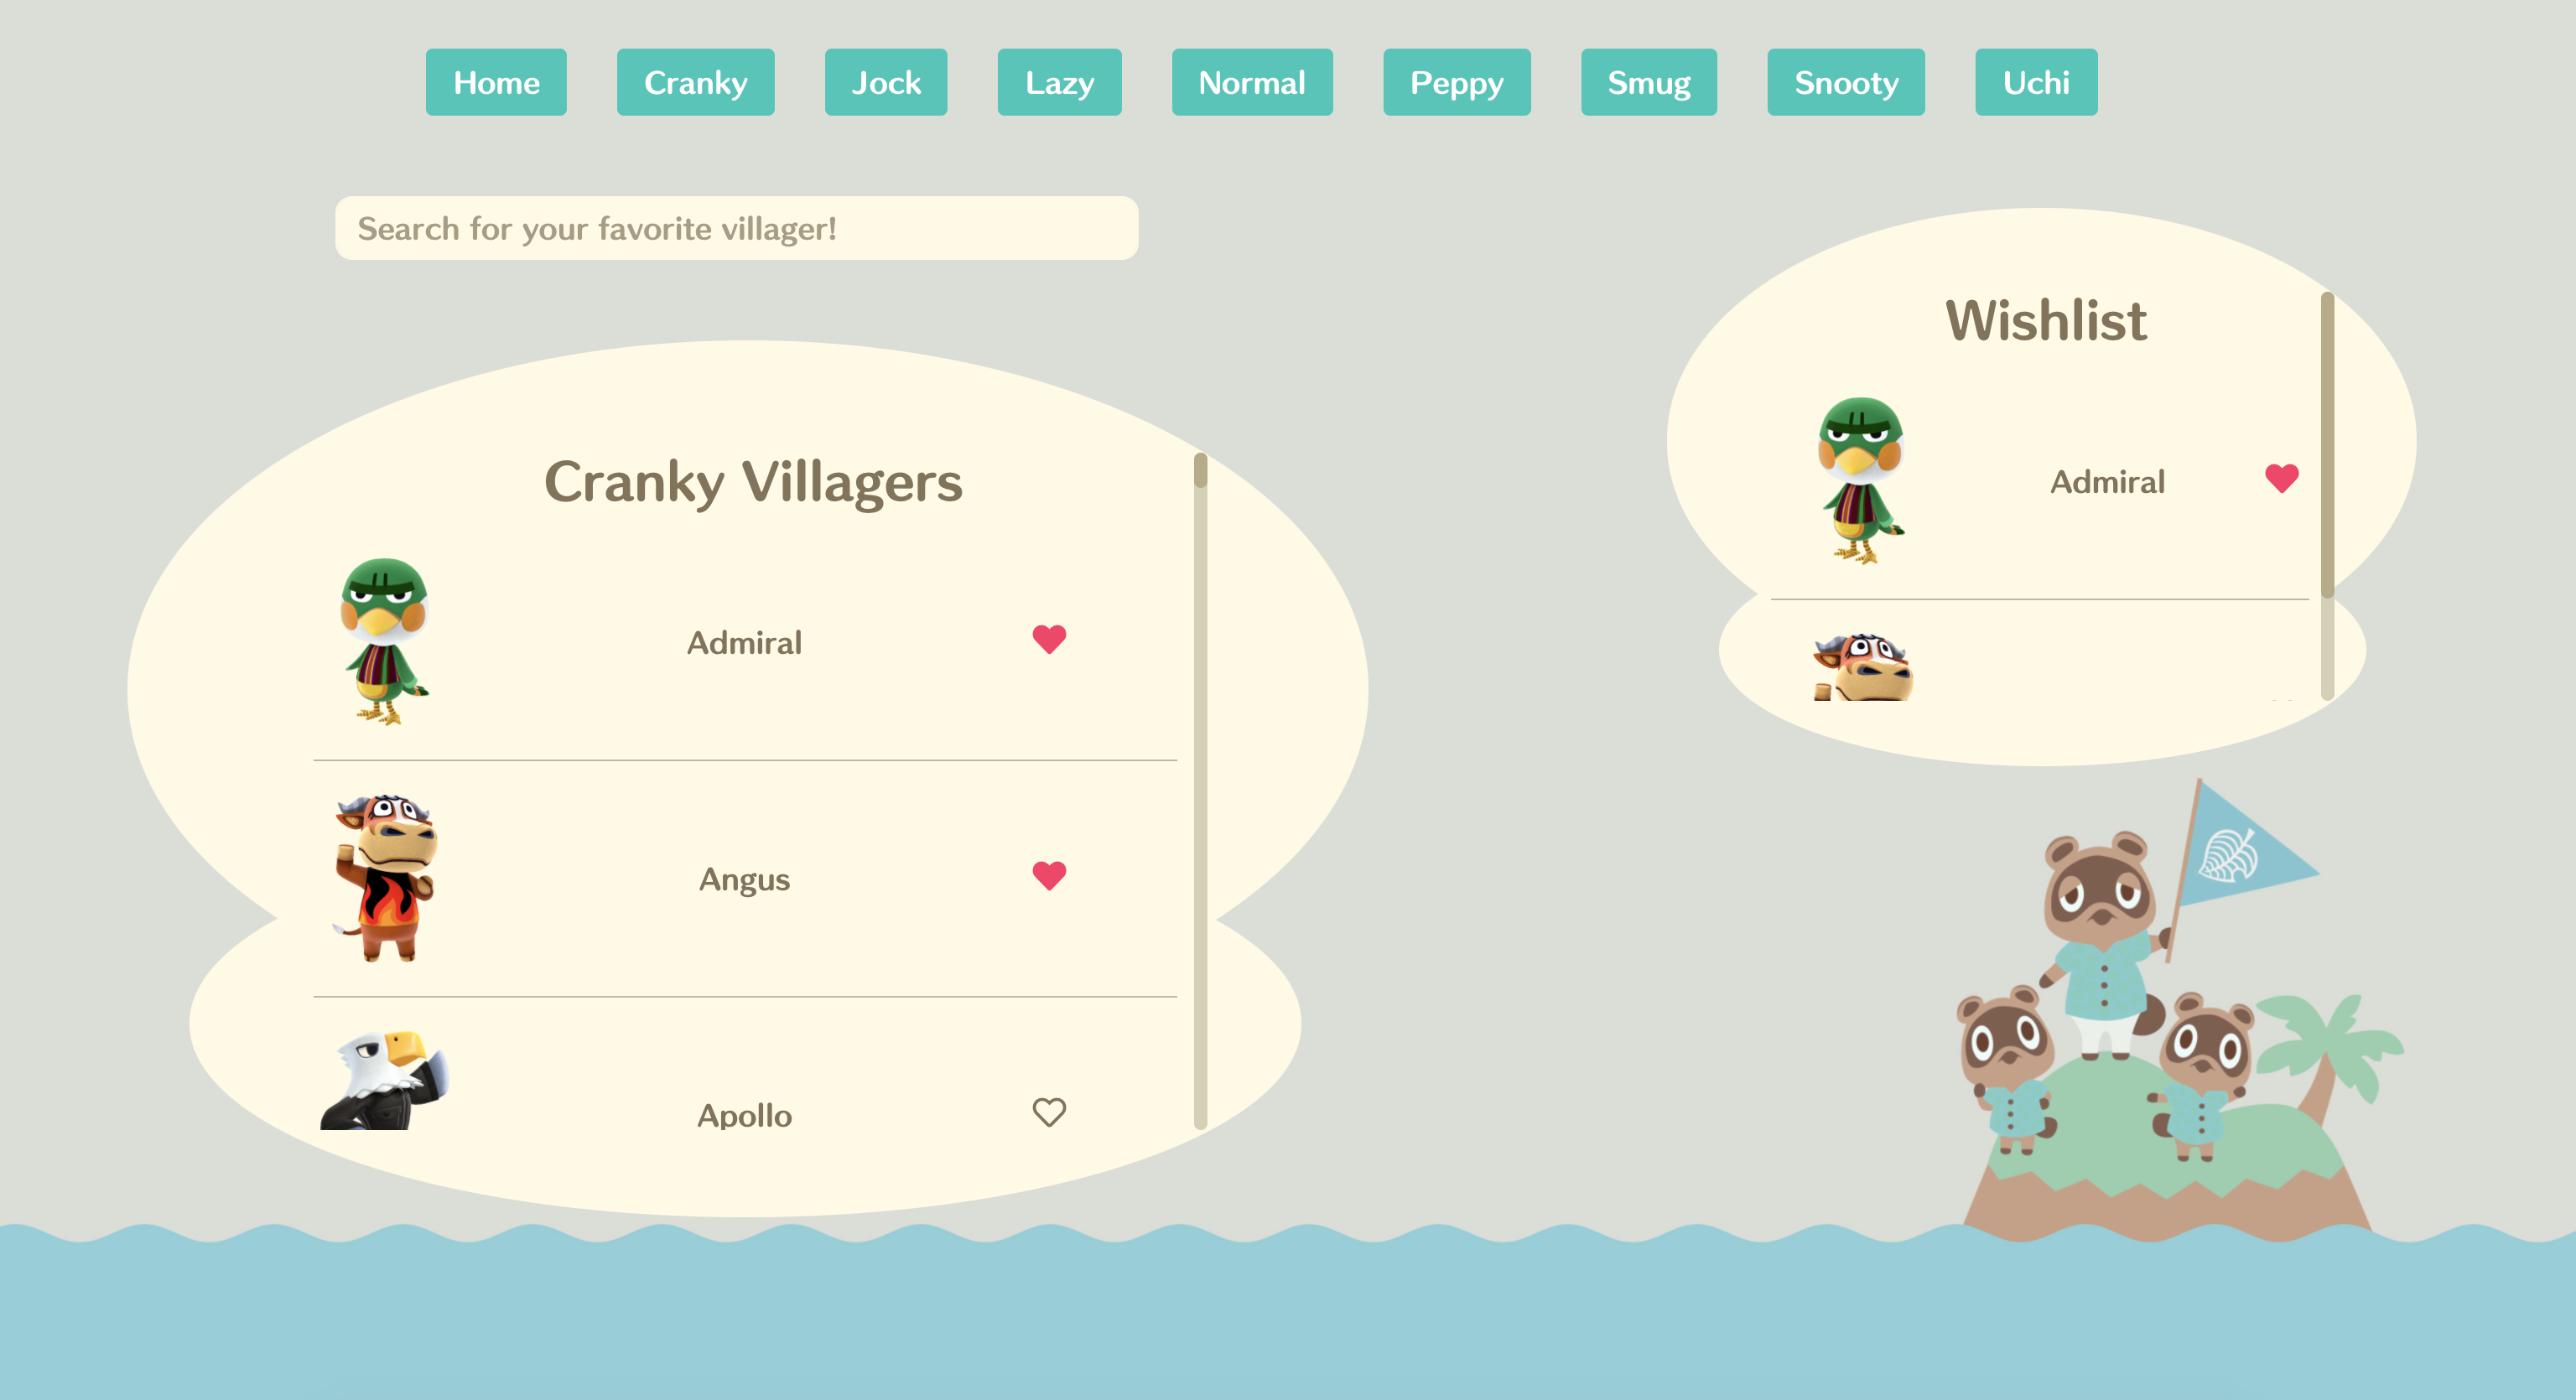 Home Cranky Jock Lazy Normal Peppy Smug Snooty Uchi
Search for your favorite villager!
Cranky Villagers
Admiral
Angus
Apollo
Wishlist
Admiral